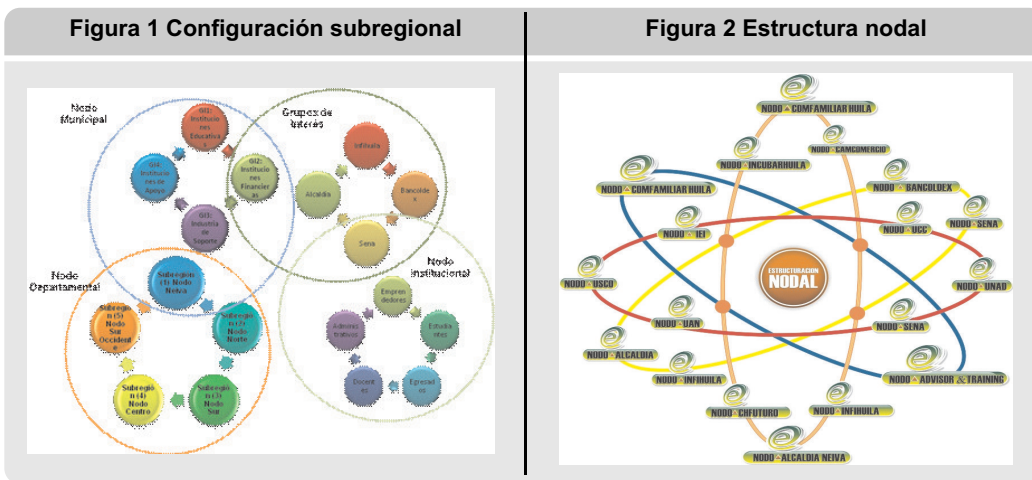 Figura 1 Configuración subregional
Figura 2 Estructura nodal
Nodo
Municipal
GI1:
Institucio
nes
Educativa
s
GI4:
Institucio
nes de
Apoyo
GI2:
Institucio
nes
Financier
as
GI3:
Industria
de
Soporte
Grupos de
Interés
Infihuila
Alcaldía
Bancolde
x
Sena
Nodo
Departamental
Subregion
(1) Nodo
Neiva
Subregió
n (5)
Nodo
Sur
Occident
e
Subregió
n (2)
Nodo
Norte
Subregió
n (4)
Nodo
Centro
Subregió
n (3)
Nodo
Sur
Nodo
Institucional
Empren
dedores
Administ
rativos
Estudia
ntes
Docent
es
Egresad
os
NODO COMFAMILIAR HUILA
NODO CAMCOMERCIO
NODO INCUBARHUILA
NODO COMFAMILIAR HUILA
NODO BANCOLDEX
NODO SENA
NODO IEI
NODO UCC
NODO USCO
ESTRUCTURACION
NODAL
NODO UNAD
NODO UAN
NODO SENA
NODO ALCALDIA
NODO INFIHUILA
NODO ADVISOR & TRAINING
NODO CHFUTURO
NODO INFIHUILA
NODO ALCALDIA NEIVA